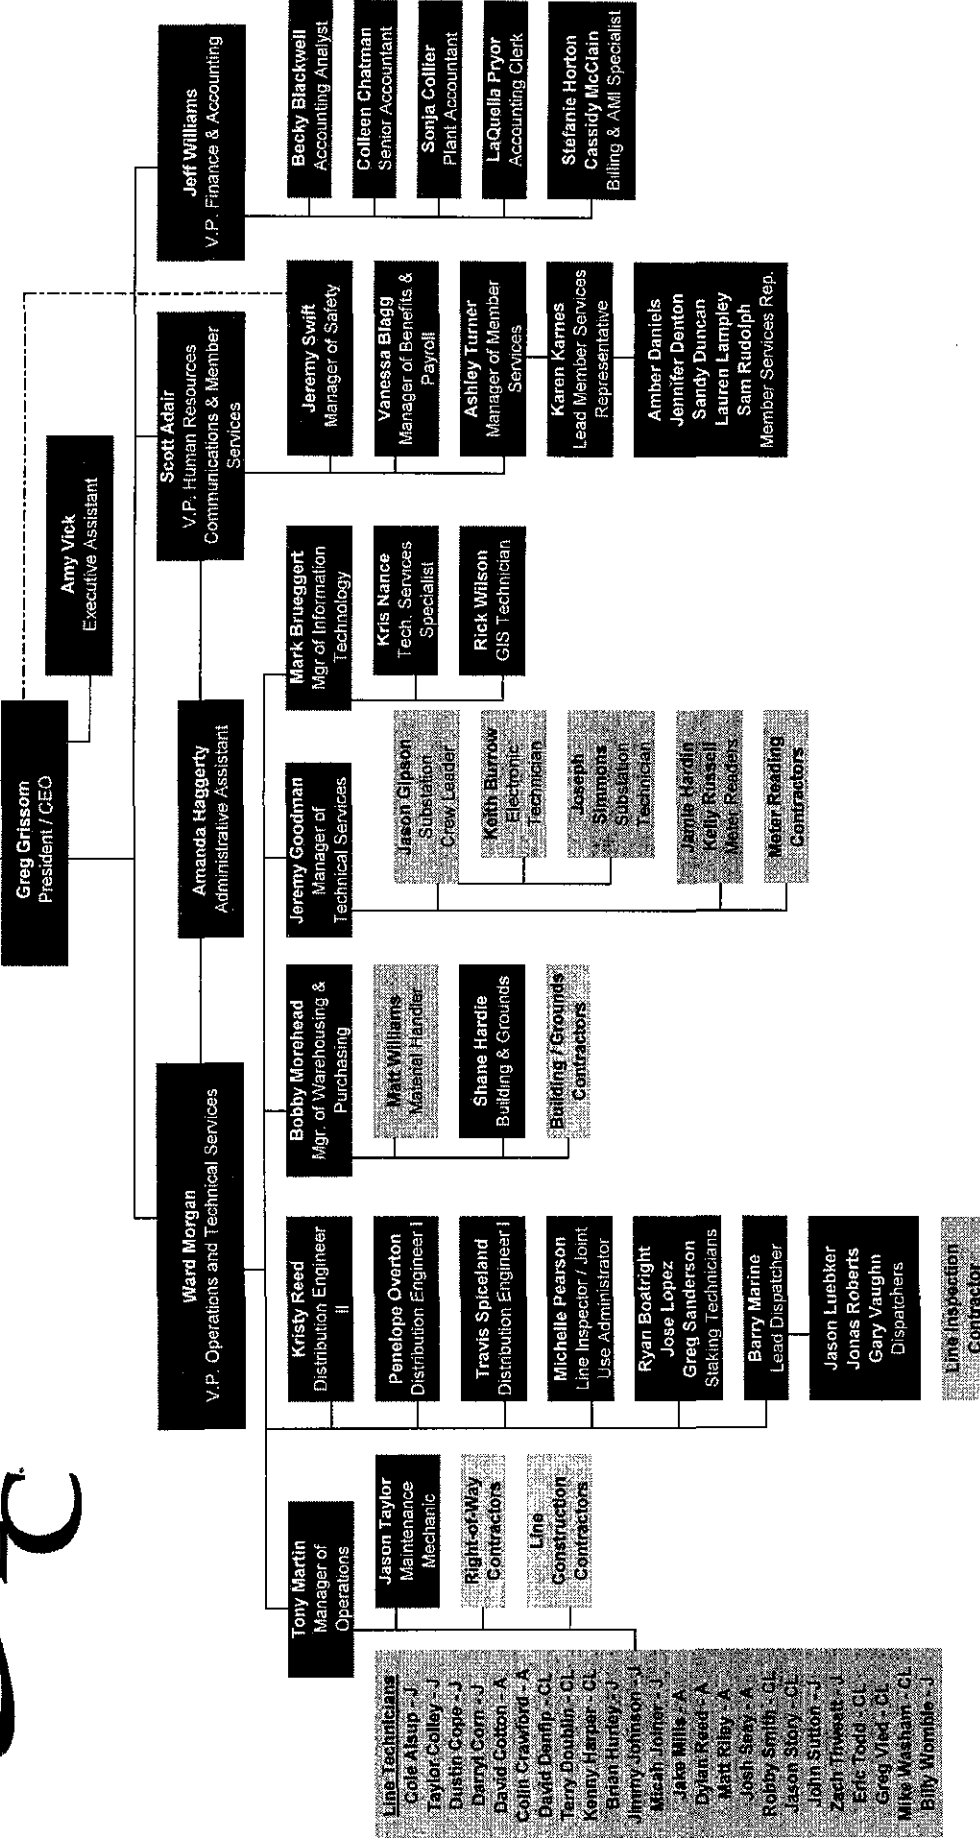 Greg Grissom
President / CEO
Amy Vick
Executive Assistant
Ward Morgan
V.P. Operations and Technical Services
Amanda Haggerty
Administrative Assistant
Scott Adair
V.P. Human Resources
Communications & Member
Services
Jeff Williams
V.P. Finance & Accounting
Tony Martin
Manager of
Operations
Jason Taylor
Maintenance
Mechanic
Right-of-Way
Contractors
Line
Construction
Contractors
Line Technicians
Cole Alsup - J
Taylor Colley - J
Dustin Cope - J
Darryl Corn - J
David Cotton - A
Colin Crawford - A
David - CL
Terry Doublin - CL
Kenny Harper - CL
Brian Hurley - J
Jimmy Johnson - J
Micah Joiner - J
Jake Mills - A
Dylan Reed - A
Matt Riley - A
Josh Seay - A
Robby Smith - CL
Jason Story - CL
John Sutton - J
Zach - J
Eric Todd - CL
Greg Vied - CL
Mike Washam - CL
Billy Womble - J
Kristy Reed
Distribution Engineer
II
Penelope Overton
Distribution Engineer I
Travis Spiceland
Distribution Engineer I
Michelle Pearson
Line Inspector / Joint
Use Administrator
Ryan Boatright
Jose Lopez
Greg Sanderson
Staking Technicians
Barry Marine
Lead Dispatcher
Jason Luebker
Jonas Roberts
Gary Vaughn
Dispatchers
Line Inspection
Contractor
Bobby Morehead
Mgr. of Warehousing &
Purchasing
Matt Williams
Material Handler
Shane Hardie
Building & Grounds
Building / Grounds
Contractors
Jeremy Goodman
Manager of
Technical Services
Jason Gipson
Substation
Crew Leader
Keith Burrow
Electronic
Technician
Joseph
Simmons
Substation
Technician
Jamie Hardin
Kelly Russell
Meter Readers
Meter Reading
Contractors
Mark Brueggert
Mgr of Information
Technology
Kris Nance
Tech. Services
Specialist
Rick Wilson
GIS Technician
Jeremy Swift
Manager of Safety
Vanessa Blagg
Manager of Benefits &
Payroll
Ashley Turner
Manager of Member
Services
Karen Karnes
Lead Member Services
Representative
Amber Daniels
Jennifer Denton
Sandy Duncan
Lauren Lampley
Sam Rudolph
Member Services Rep.
Becky Blackwell
Accounting Analyst
Colleen Chatman
Senior Accountant
Sonja Collier
Plant Accountant
LaQuella Pryor
Accounting Clerk
Stefanie Horton
Cassidy McClain
Billing & AMI Specialist